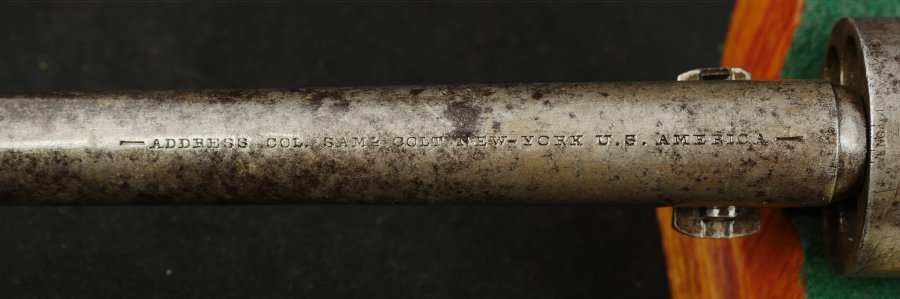 —ADDRESS COL. SAML COLT NEW-YORK U.S. AMERICA—